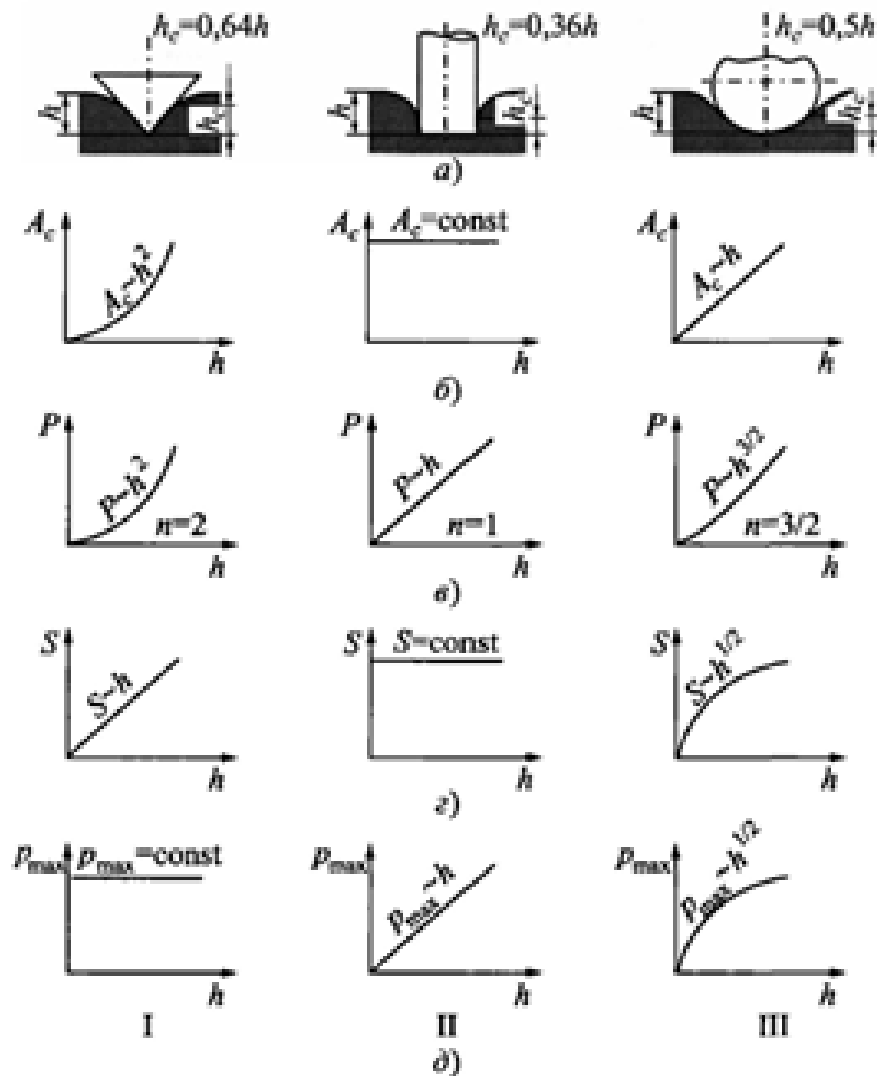 h_c=0,64h h_c=0,36h h_c=0,5h
h h_c h h_c h h_c
а)
A_c A_c~h² h A_c A_c=const h A_c A_c~h h
б)
P P~h² n=2 h P P~h n=1 h P P~h^3/2 n=3/2 h
в)
S S~h h S S=const h S S~h^1/2 h
г)
p_max p_max=const h p_max p_max~h h p_max p_max~h^1/2 h
I II III
д)